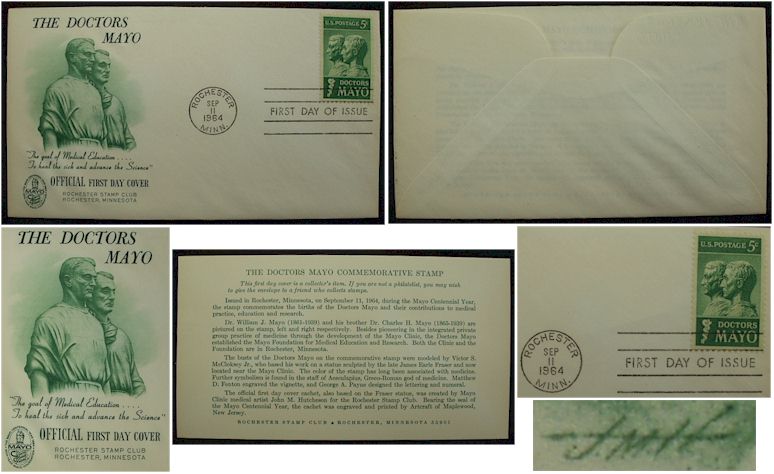 THE DOCTORS
MAYO
"The goal of Medical Education . . . .
To heal the sick and advance the Science"
MAYO
OFFICIAL FIRST DAY COVER
ROCHESTER STAMP CLUB
ROCHESTER, MINNESOTA
ROCHESTER
SEP
11
1964
MINN.
U.S. POSTAGE 5¢
DOCTORS
MAYO
FIRST DAY OF ISSUE
THE DOCTORS
MAYO
"The goal of Medical Education . . . .
To heal the sick and advance the Science"
MAYO
OFFICIAL FIRST DAY COVER
ROCHESTER STAMP CLUB
ROCHESTER, MINNESOTA
THE DOCTORS MAYO COMMEMORATIVE STAMP
This first day cover is a collector's item. If you are not a philatelist, you may wish
to give the envelope to a friend who collects stamps.
Issued in Rochester, Minnesota, on September 11, 1964, during the Mayo Centennial Year,
the stamp commemorates the births of the Doctors Mayo and their contributions to medical
practice, education and research.
Dr. William J. Mayo (1861-1939) and his brother Dr. Charles H. Mayo (1865-1939) are
pictured on the stamp, left and right respectively. Besides pioneering in the integrated private
group practice of medicine through the development of the Mayo Clinic, the Doctors Mayo
established the Mayo Foundation for Medical Education and Research. Both the Clinic and the
Foundation are in Rochester, Minnesota.
The busts of the Doctors Mayo on the commemorative stamp were modeled by Victor S.
McCloskey Jr., who based his work on a statue sculpted by the late James Earle Fraser and now
located near the Mayo Clinic. The color of the stamp has long been associated with medicine.
Further symbolism is found in the staff of Aesculapius, Greco-Roman god of medicine. Matthew
D. Fenton engraved the vignette, and George A. Payne designed the lettering and numeral.
The official first day cover cachet, also based on the Fraser statue, was created by Mayo
Clinic medical artist John M. Hutcheson for the Rochester Stamp Club. Bearing the seal of
the Mayo Centennial Year, the cachet was engraved and printed by Artcraft of Maplewood,
New Jersey.
ROCHESTER STAMP CLUB ▲ ROCHESTER, MINNESOTA 55901
U.S. POSTAGE 5¢
DOCTORS
MAYO
ROCHESTER
SEP
11
1964
MINN.
FIRST DAY OF ISSUE